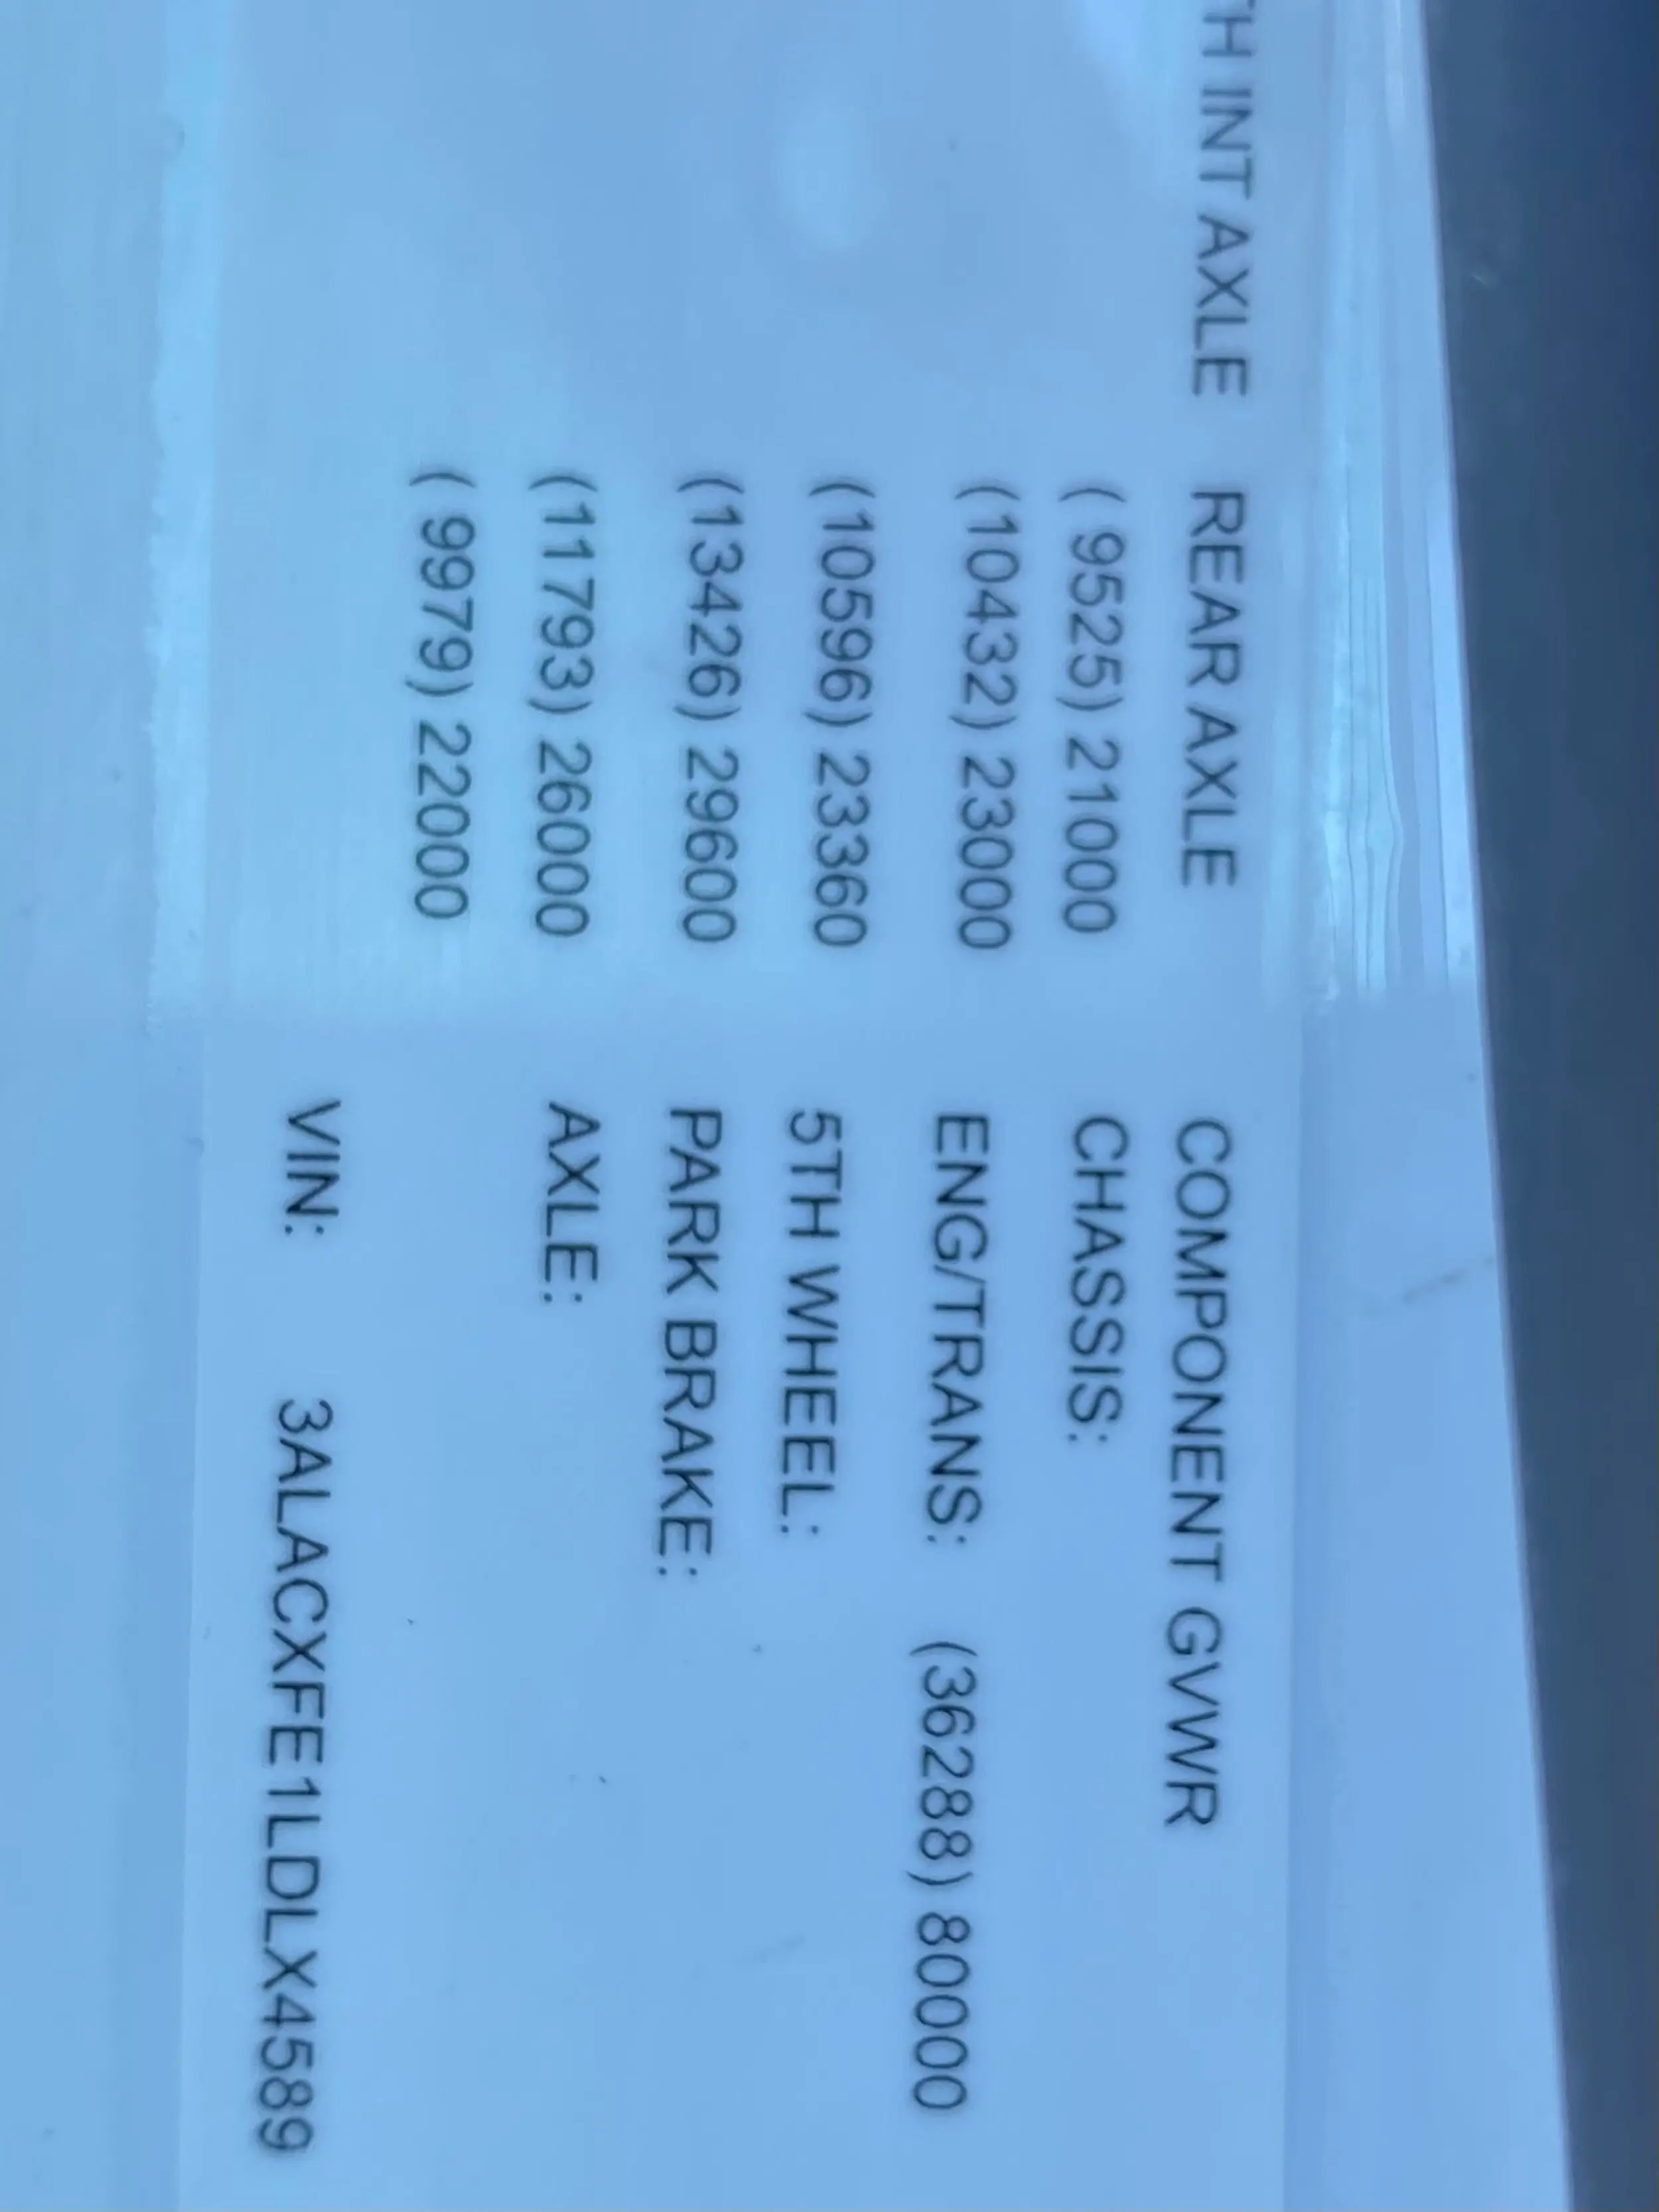 TH INT AXLE REAR AXLE COMPONENT GVWR
( 9525) 21000 CHASSIS:
(10432) 23000 ENG/TRANS: (36288) 80000
(10596) 23360 5TH WHEEL:
(13426) 29600 PARK BRAKE:
(11793) 26000 AXLE:
( 9979) 22000
VIN: 3ALACXFE1LDLX4589